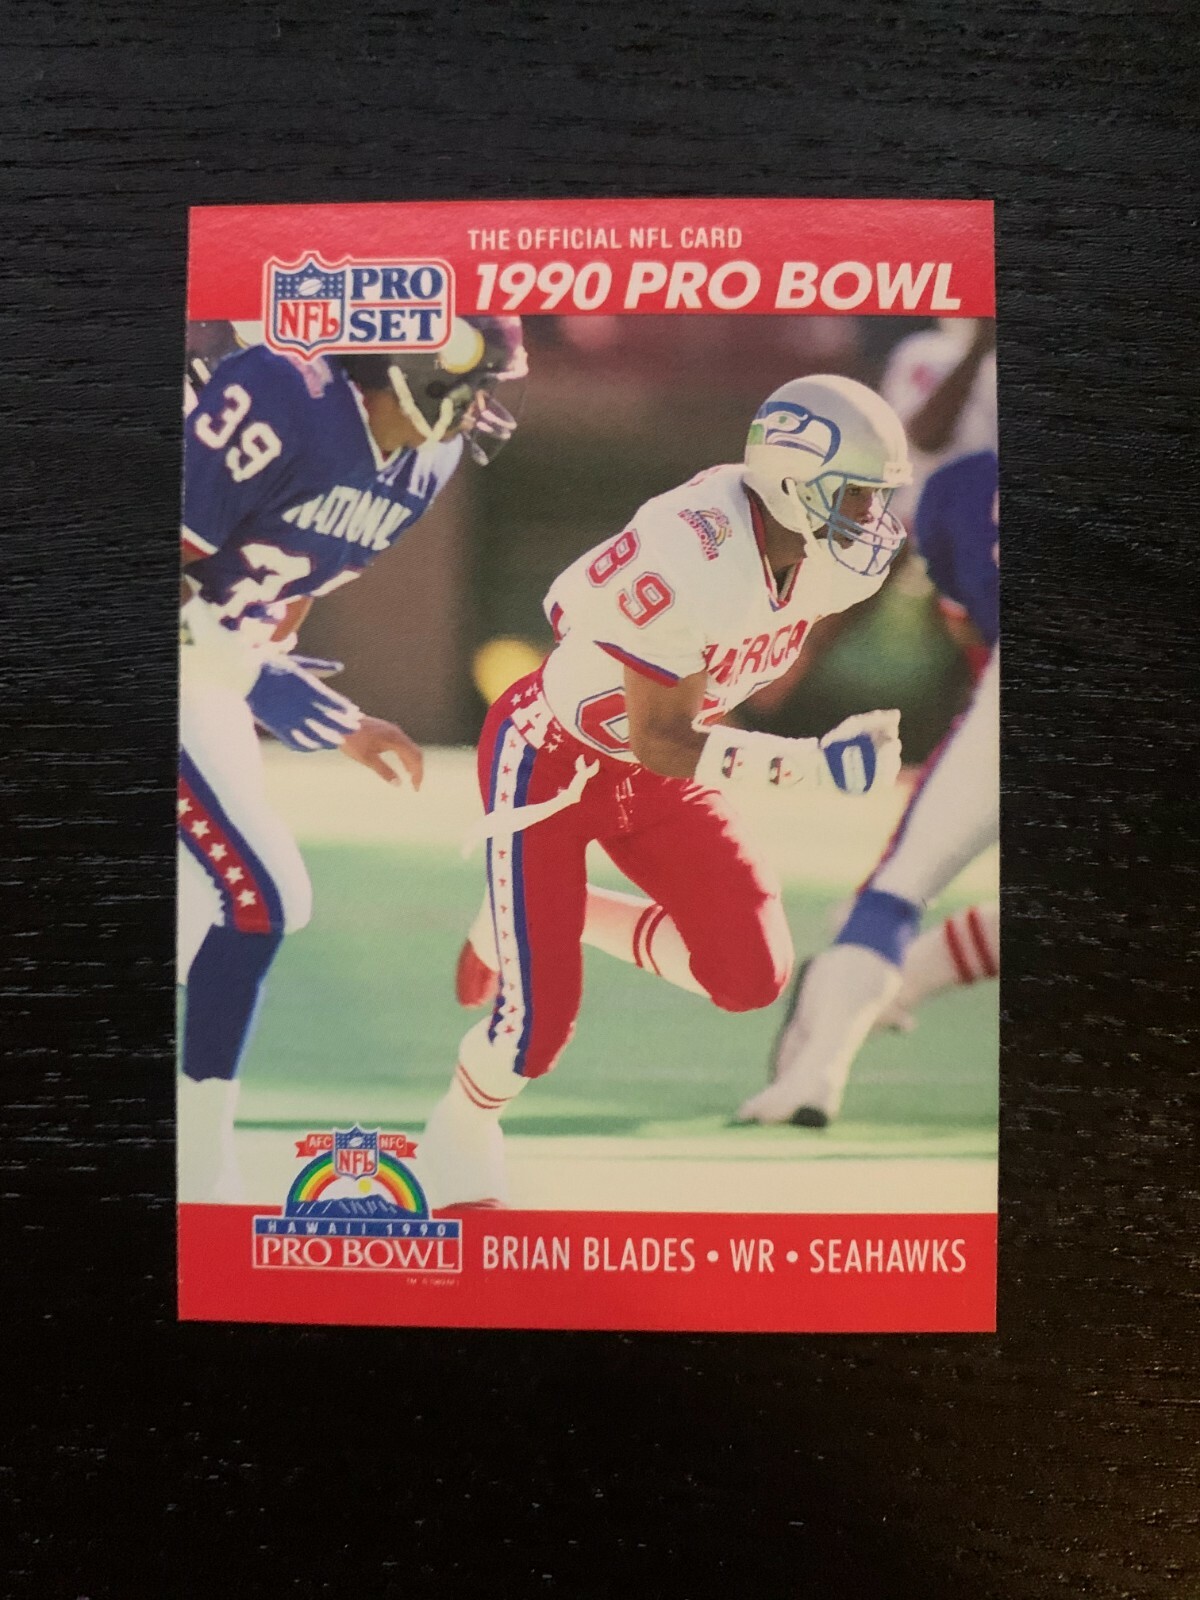 THE OFFICIAL NFL CARD
1990 PRO BOWL
NFL PRO SET
39
NATIONAL
89
AFC NFL NFC
HAWAII 1990
PRO BOWL
BRIAN BLADES • WR • SEAHAWKS